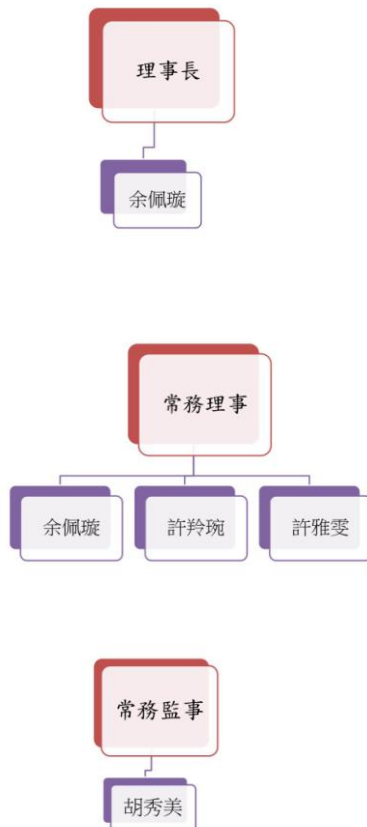 理事長
余佩璇
常務理事
余佩璇
許羚琬
許雅雯
常務監事
胡秀美